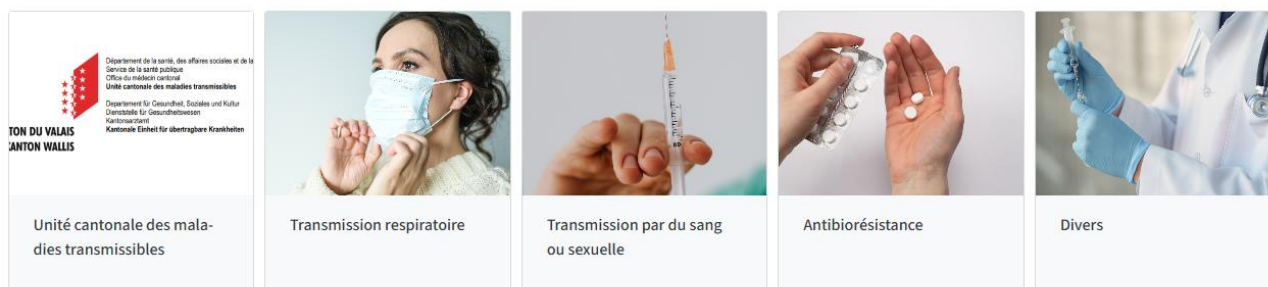 Département de la santé, des affaires sociales et de la
Service de la santé publique
Office du médecin cantonal
Unité cantonale des maladies transmissibles
Departement für Gesundheit, Soziales und Kultur
Dienststelle für Gesundheitswesen
Kantonsarztamt
Kantonale Einheit für übertragbare Krankheiten
TON DU VALAIS
CANTON WALLIS
Unité cantonale des mala-
dies transmissibles
Transmission respiratoire
Transmission par du sang
ou sexuelle
Antibiorésistance
Divers